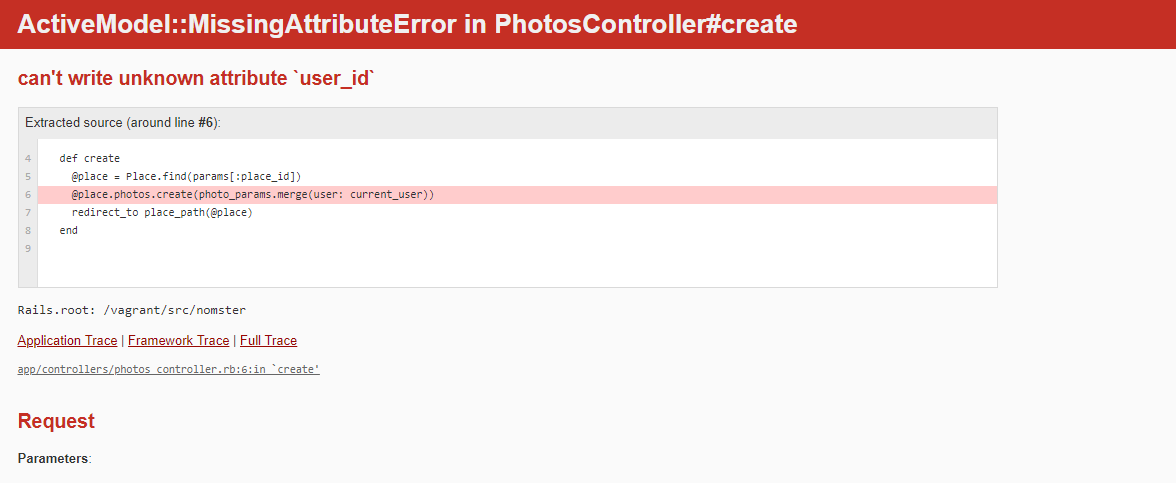 ActiveModel::MissingAttributeError in PhotosController#create
can't write unknown attribute `user_id`
Extracted source (around line #6):
4 def create
5 @place = Place.find(params[:place_id])
6 @place.photos.create(photo_params.merge(user: current_user))
7 redirect_to place_path(@place)
8 end
9
Rails.root: /vagrant/src/nomster
Application Trace | Framework Trace | Full Trace
app/controllers/photos_controller.rb:6:in `create'
Request
Parameters: